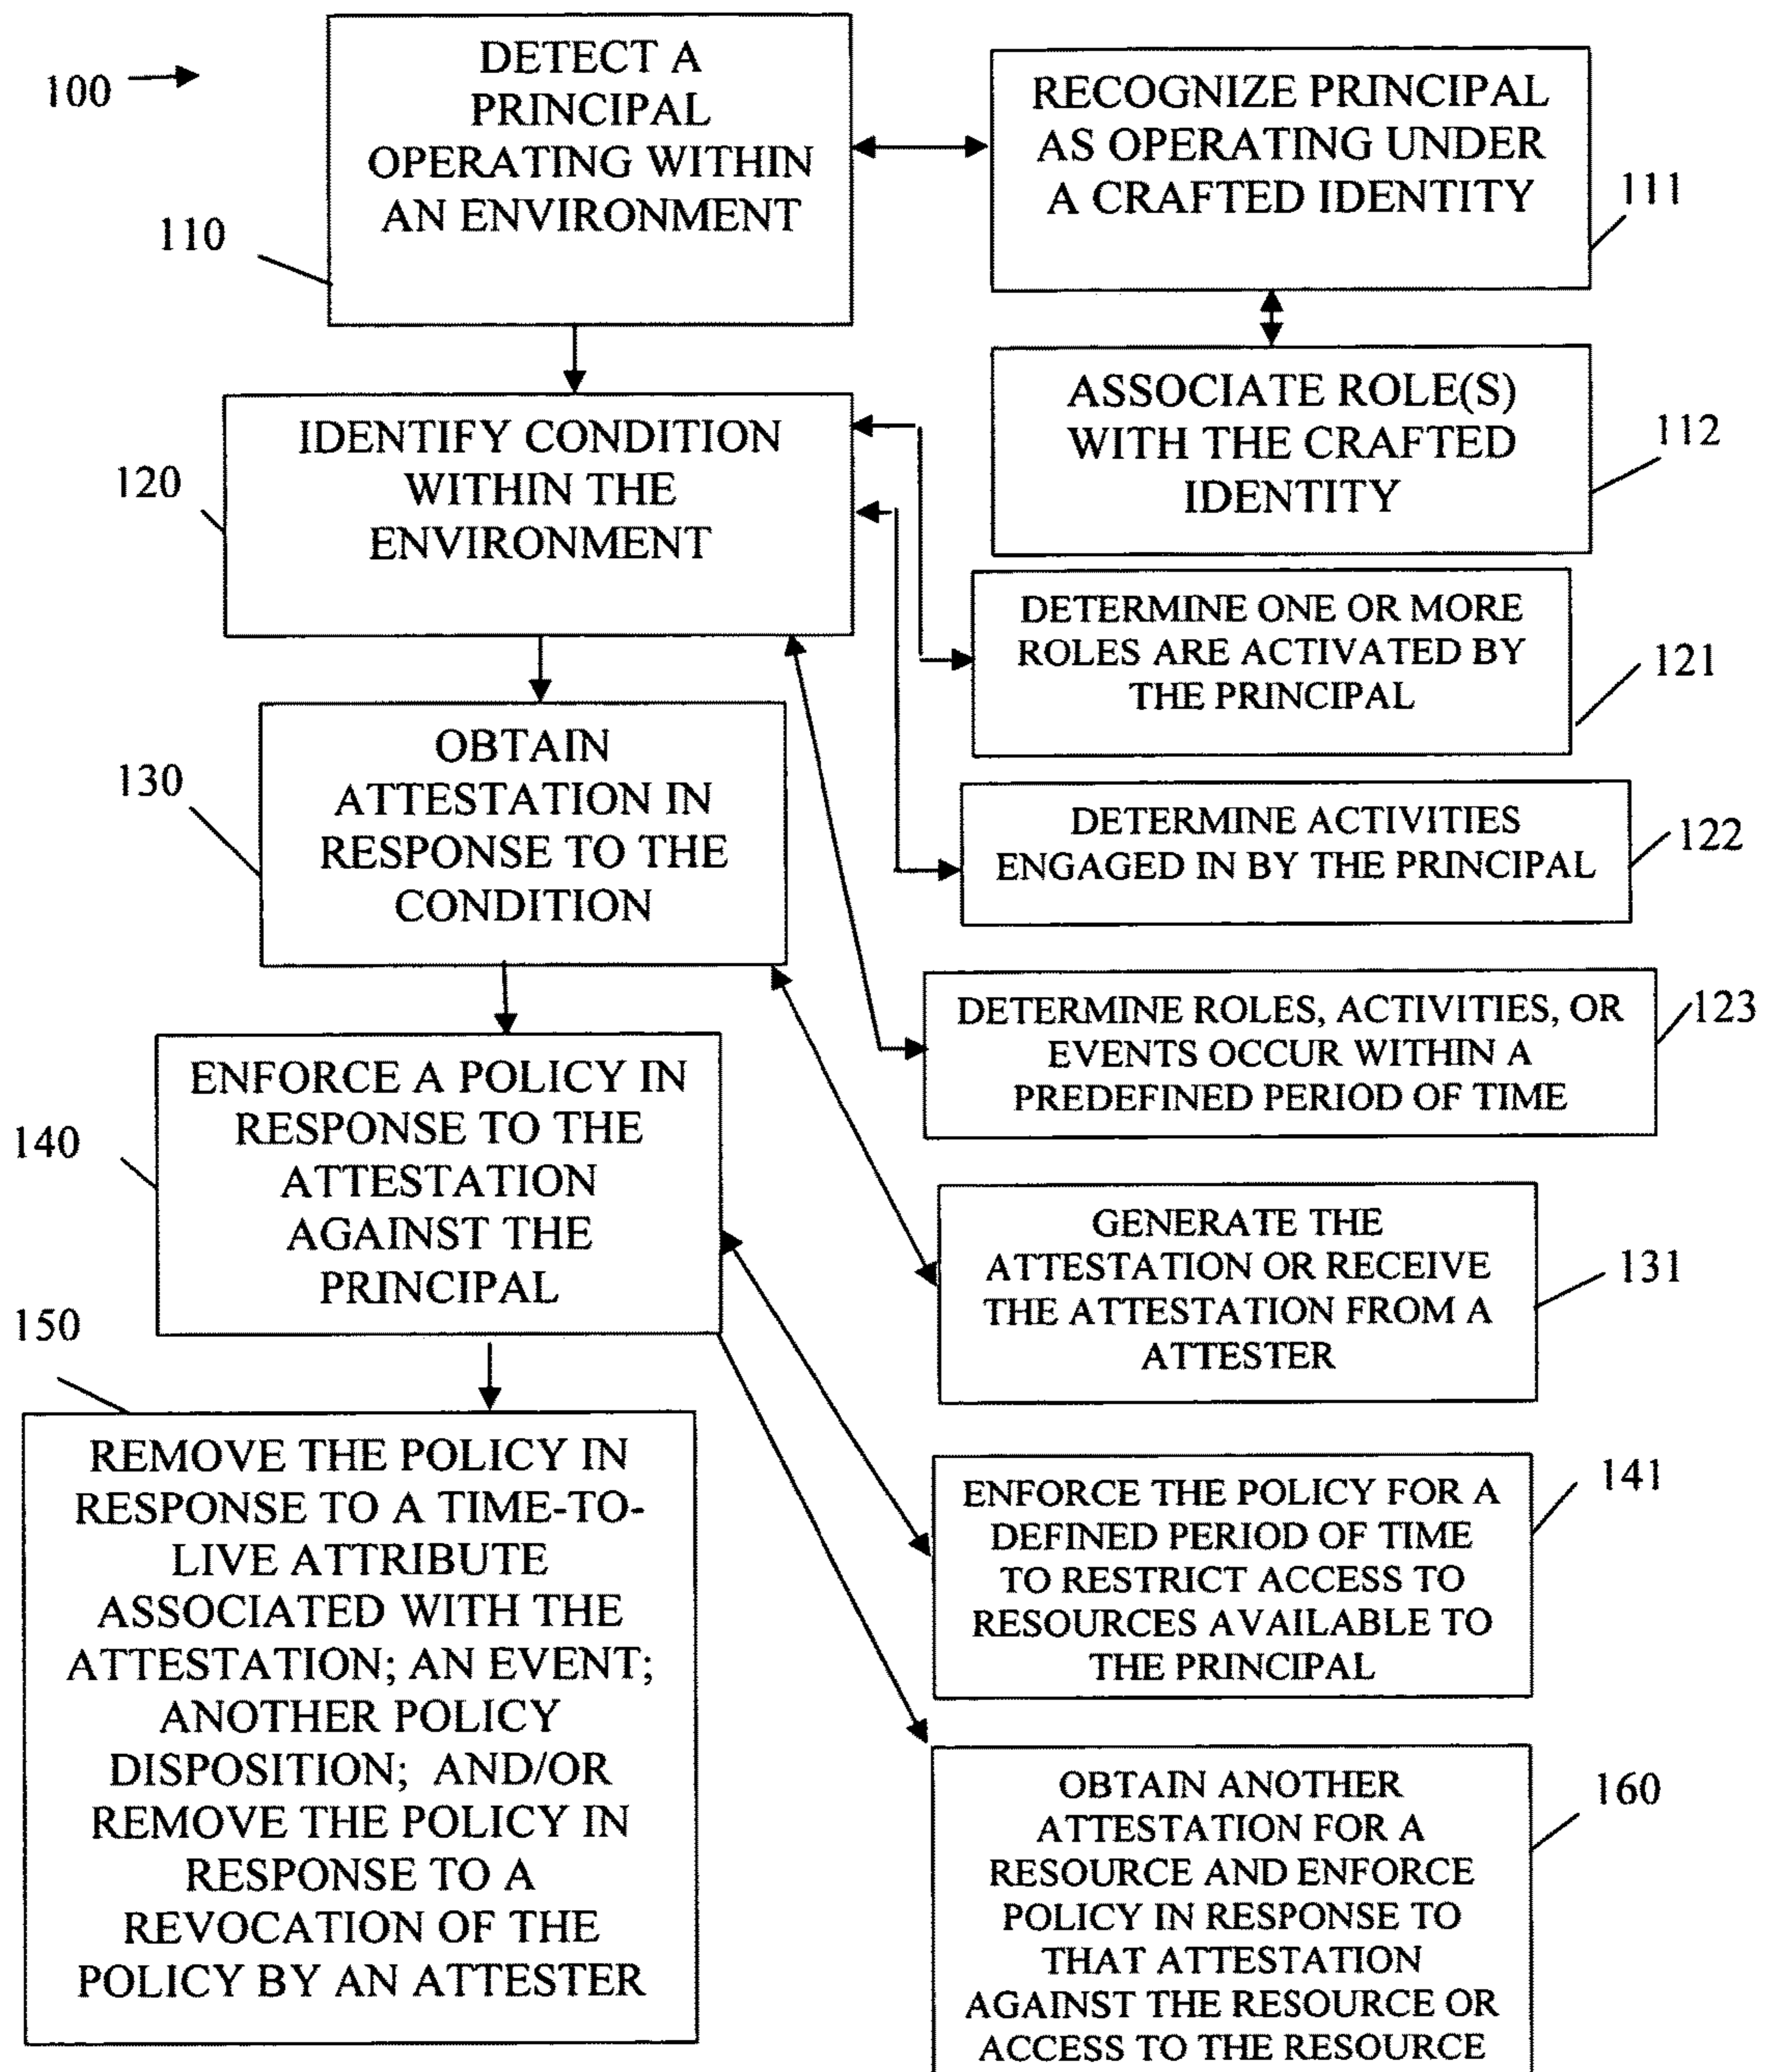 100
DETECT A
PRINCIPAL
OPERATING WITHIN
AN ENVIRONMENT
110
RECOGNIZE PRINCIPAL
AS OPERATING UNDER
A CRAFTED IDENTITY
111
ASSOCIATE ROLE(S)
WITH THE CRAFTED
IDENTITY
112
IDENTIFY CONDITION
WITHIN THE
ENVIRONMENT
120
DETERMINE ONE OR MORE
ROLES ARE ACTIVATED BY
THE PRINCIPAL
121
DETERMINE ACTIVITIES
ENGAGED IN BY THE PRINCIPAL
122
DETERMINE ROLES, ACTIVITIES, OR
EVENTS OCCUR WITHIN A
PREDEFINED PERIOD OF TIME
123
OBTAIN
ATTESTATION IN
RESPONSE TO THE
CONDITION
130
GENERATE THE
ATTESTATION OR RECEIVE
THE ATTESTATION FROM A
ATTESTER
131
ENFORCE A POLICY IN
RESPONSE TO THE
ATTESTATION
AGAINST THE
PRINCIPAL
140
ENFORCE THE POLICY FOR A
DEFINED PERIOD OF TIME
TO RESTRICT ACCESS TO
RESOURCES AVAILABLE TO
THE PRINCIPAL
141
150
REMOVE THE POLICY IN
RESPONSE TO A TIME-TO-
LIVE ATTRIBUTE
ASSOCIATED WITH THE
ATTESTATION; AN EVENT;
ANOTHER POLICY
DISPOSITION; AND/OR
REMOVE THE POLICY IN
RESPONSE TO A
REVOCATION OF THE
POLICY BY AN ATTESTER
OBTAIN ANOTHER
ATTESTATION FOR A
RESOURCE AND ENFORCE
POLICY IN RESPONSE TO
THAT ATTESTATION
AGAINST THE RESOURCE OR
ACCESS TO THE RESOURCE
160